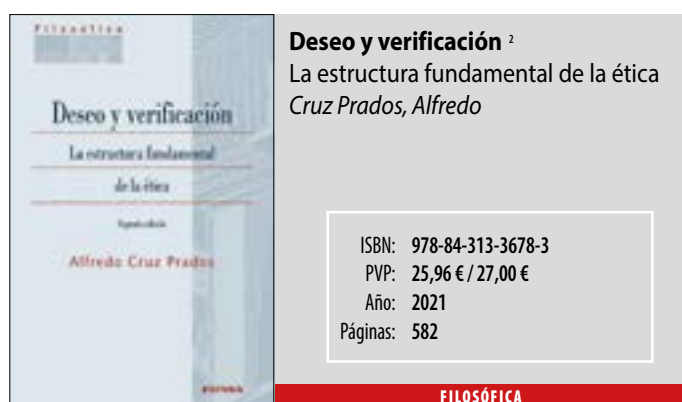 Filosófica
Deseo y verificación
La estructura fundamental
de la ética
Segunda edición
Alfredo Cruz Prados
EUNSA
Deseo y verificación 2
La estructura fundamental de la ética
Cruz Prados, Alfredo
ISBN: 978-84-313-3678-3
PVP: 25,96 € / 27,00 €
Año: 2021
Páginas: 582
FILOSÓFICA